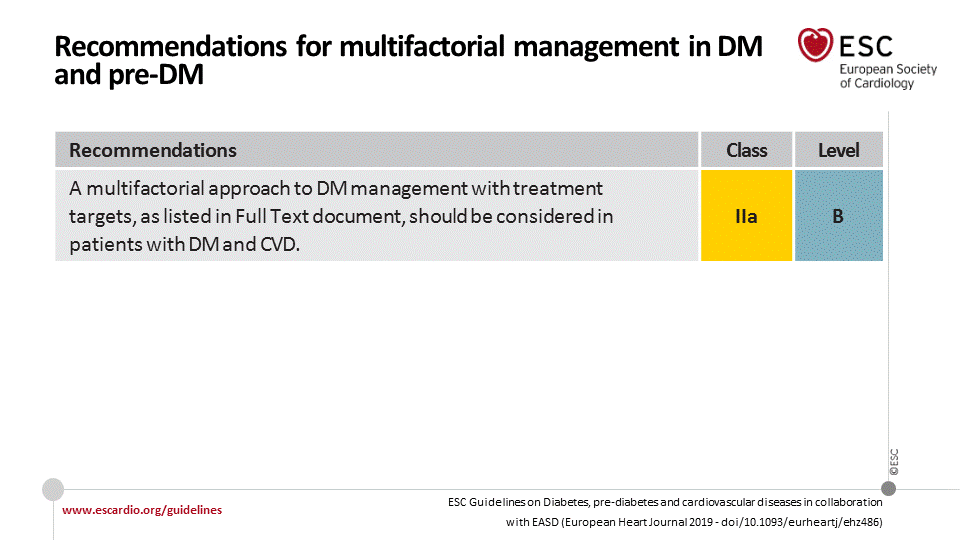 Recommendations for multifactorial management in DM
and pre-DM
ESC
European Society
of Cardiology
Recommendations Class Level
A multifactorial approach to DM management with treatment
targets, as listed in Full Text document, should be considered in
patients with DM and CVD.
IIa B
©ESC
www.escardio.org/guidelines
ESC Guidelines on Diabetes, pre-diabetes and cardiovascular diseases in collaboration
with EASD (European Heart Journal 2019 - doi/10.1093/eurheartj/ehz486)